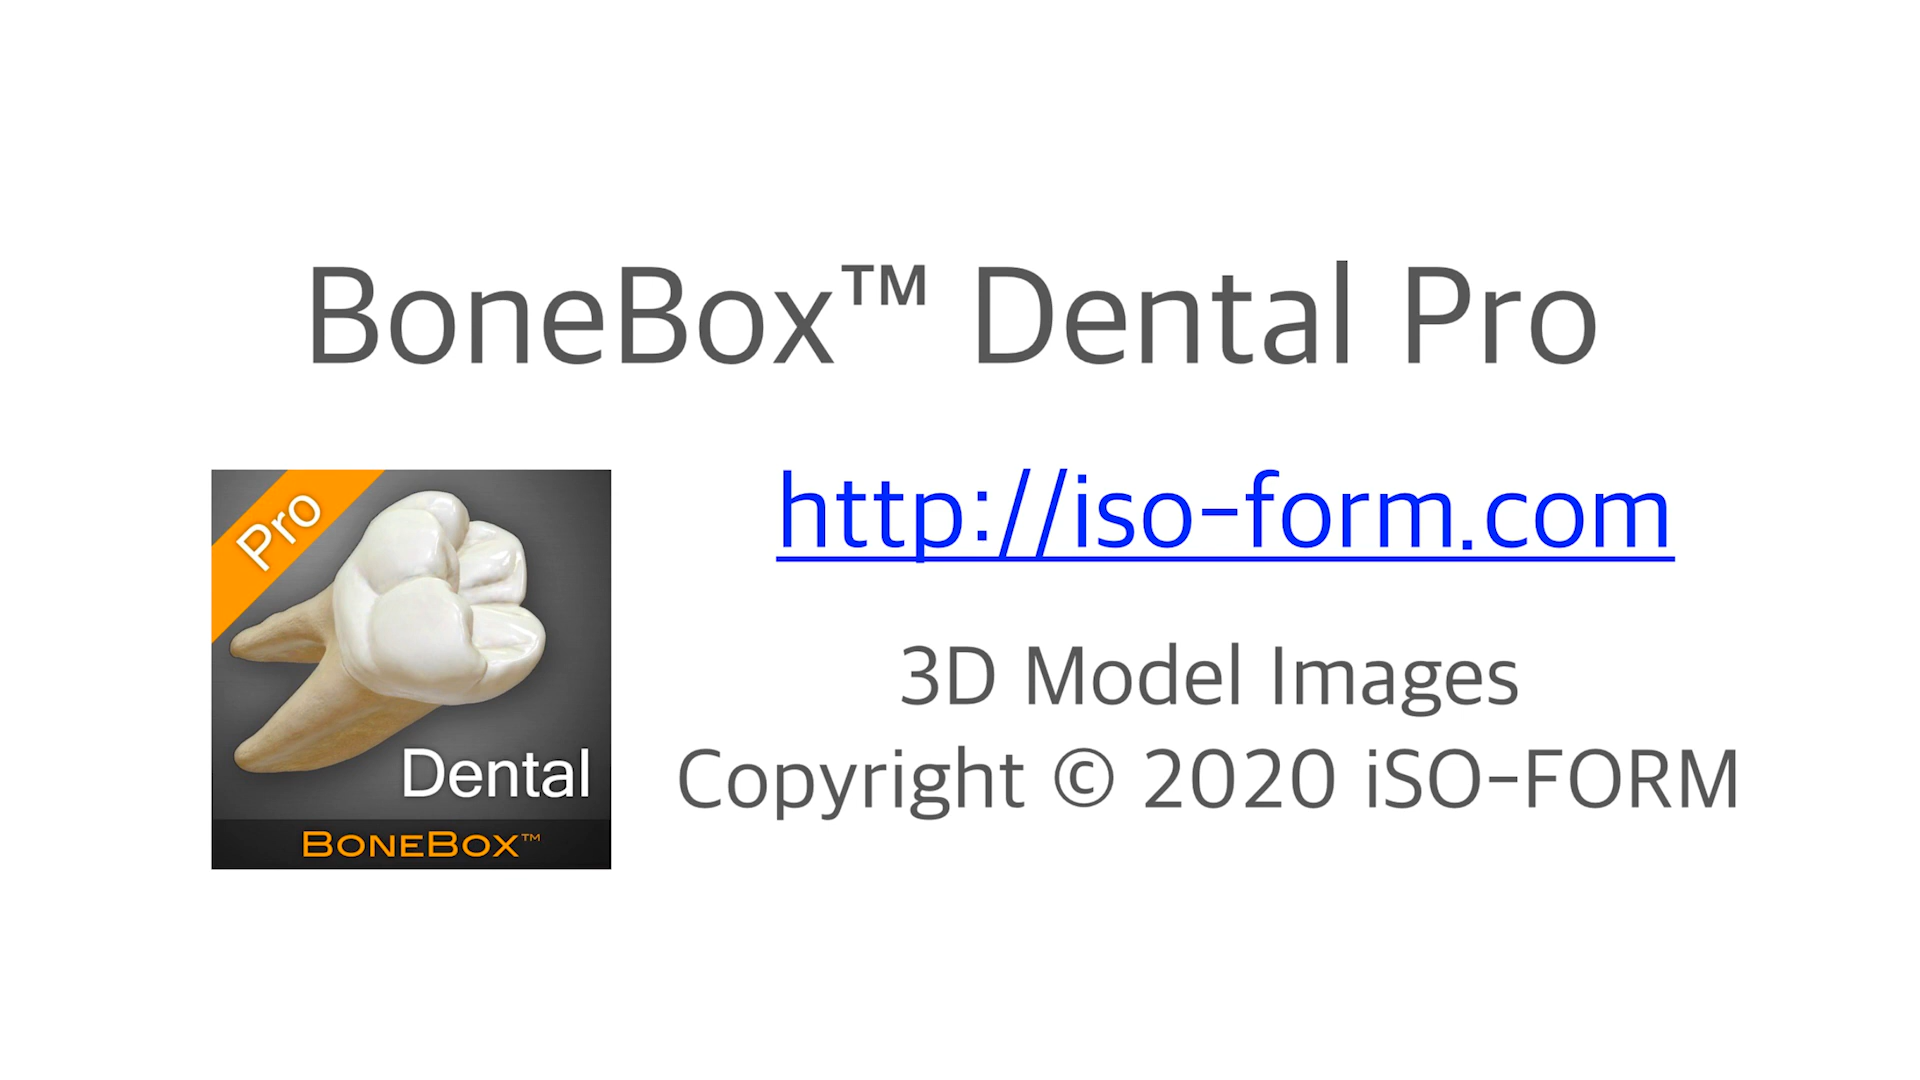 BoneBox™ Dental Pro
http://iso-form.com
Pro
3D Model Images
Dental
Copyright © 2020 iSO-FORM
BONEBOX™